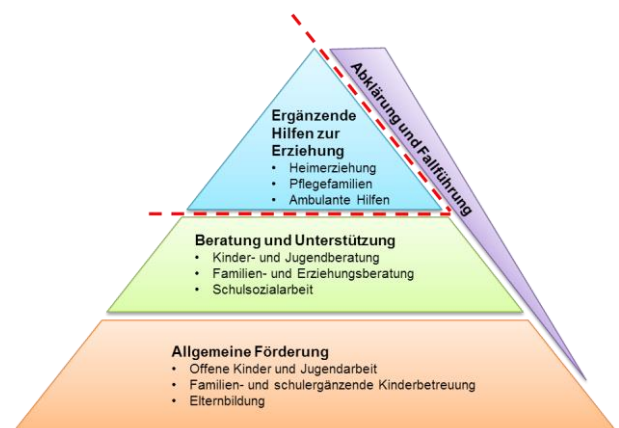 Ergänzende
Hilfen zur
Erziehung
• Heimerziehung
• Pflegefamilien
• Ambulante Hilfen
Abklärung und Fallführung
Beratung und Unterstützung
• Kinder- und Jugendberatung
• Familien- und Erziehungsberatung
• Schulsozialarbeit
Allgemeine Förderung
• Offene Kinder und Jugendarbeit
• Familien- und schulergänzende Kinderbetreuung
• Elternbildung